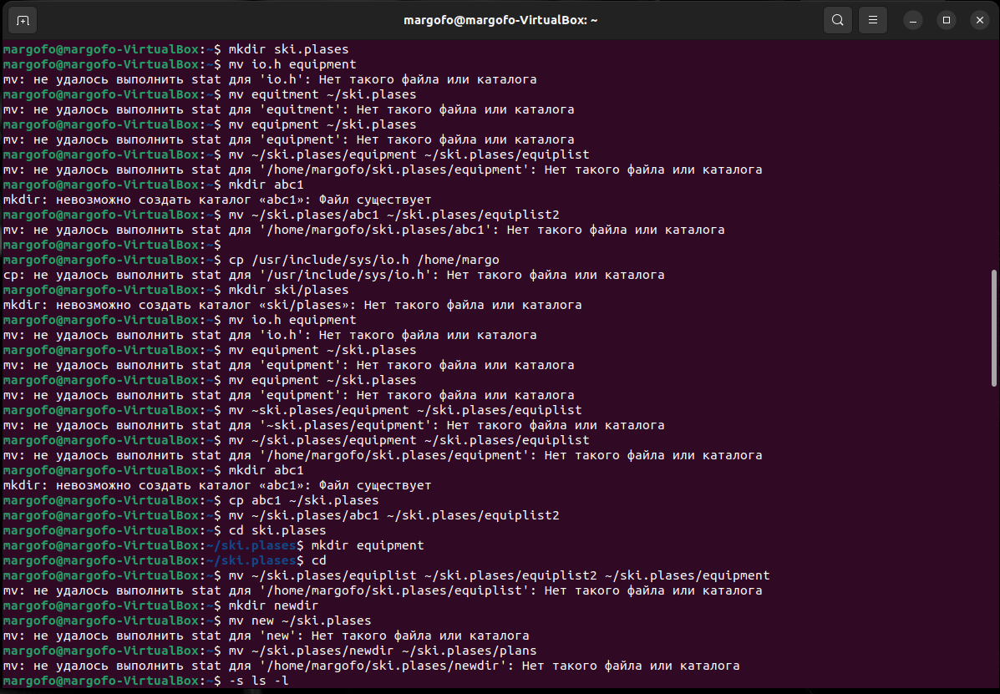 margofo@margofo-VirtualBox: ~
margofo@margofo-VirtualBox:~$ mkdir ski.plases
margofo@margofo-VirtualBox:~$ mv io.h equipment
mv: не удалось выполнить stat для 'io.h': Нет такого файла или каталога
margofo@margofo-VirtualBox:~$ mv equitment ~/ski.plases
mv: не удалось выполнить stat для 'equitment': Нет такого файла или каталога
margofo@margofo-VirtualBox:~$ mv equipment ~/ski.plases
mv: не удалось выполнить stat для 'equipment': Нет такого файла или каталога
margofo@margofo-VirtualBox:~$ mv ~/ski.plases/equipment ~/ski.plases/equiplist
mv: не удалось выполнить stat для '/home/margofo/ski.plases/equipment': Нет такого файла или каталога
margofo@margofo-VirtualBox:~$ mkdir abc1
mkdir: невозможно создать каталог «abc1»: Файл существует
margofo@margofo-VirtualBox:~$ mv ~/ski.plases/abc1 ~/ski.plases/equiplist2
mv: не удалось выполнить stat для '/home/margofo/ski.plases/abc1': Нет такого файла или каталога
margofo@margofo-VirtualBox:~$
margofo@margofo-VirtualBox:~$ cp /usr/include/sys/io.h /home/margo
cp: не удалось выполнить stat для '/usr/include/sys/io.h': Нет такого файла или каталога
margofo@margofo-VirtualBox:~$ mkdir ski/plases
mkdir: невозможно создать каталог «ski/plases»: Нет такого файла или каталога
margofo@margofo-VirtualBox:~$ mv io.h equipment
mv: не удалось выполнить stat для 'io.h': Нет такого файла или каталога
margofo@margofo-VirtualBox:~$ mv equipment ~/ski.plases
mv: не удалось выполнить stat для 'equipment': Нет такого файла или каталога
margofo@margofo-VirtualBox:~$ mv equipment ~/ski.plases
mv: не удалось выполнить stat для 'equipment': Нет такого файла или каталога
margofo@margofo-VirtualBox:~$ mv ~ski.plases/equipment ~/ski.plases/equiplist
mv: не удалось выполнить stat для '~ski.plases/equipment': Нет такого файла или каталога
margofo@margofo-VirtualBox:~$ mv ~/ski.plases/equipment ~/ski.plases/equiplist
mv: не удалось выполнить stat для '/home/margofo/ski.plases/equipment': Нет такого файла или каталога
margofo@margofo-VirtualBox:~$ mkdir abc1
mkdir: невозможно создать каталог «abc1»: Файл существует
margofo@margofo-VirtualBox:~$ cp abc1 ~/ski.plases
margofo@margofo-VirtualBox:~$ mv ~/ski.plases/abc1 ~/ski.plases/equiplist2
margofo@margofo-VirtualBox:~$ cd ski.plases
margofo@margofo-VirtualBox:~/ski.plases$ mkdir equipment
margofo@margofo-VirtualBox:~/ski.plases$ cd
margofo@margofo-VirtualBox:~$ mv ~/ski.plases/equiplist ~/ski.plases/equiplist2 ~/ski.plases/equipment
mv: не удалось выполнить stat для '/home/margofo/ski.plases/equiplist': Нет такого файла или каталога
margofo@margofo-VirtualBox:~$ mkdir newdir
margofo@margofo-VirtualBox:~$ mv new ~/ski.plases
mv: не удалось выполнить stat для 'new': Нет такого файла или каталога
margofo@margofo-VirtualBox:~$ mv ~/ski.plases/newdir ~/ski.plases/plans
mv: не удалось выполнить stat для '/home/margofo/ski.plases/newdir': Нет такого файла или каталога
margofo@margofo-VirtualBox:~$ -s ls -l